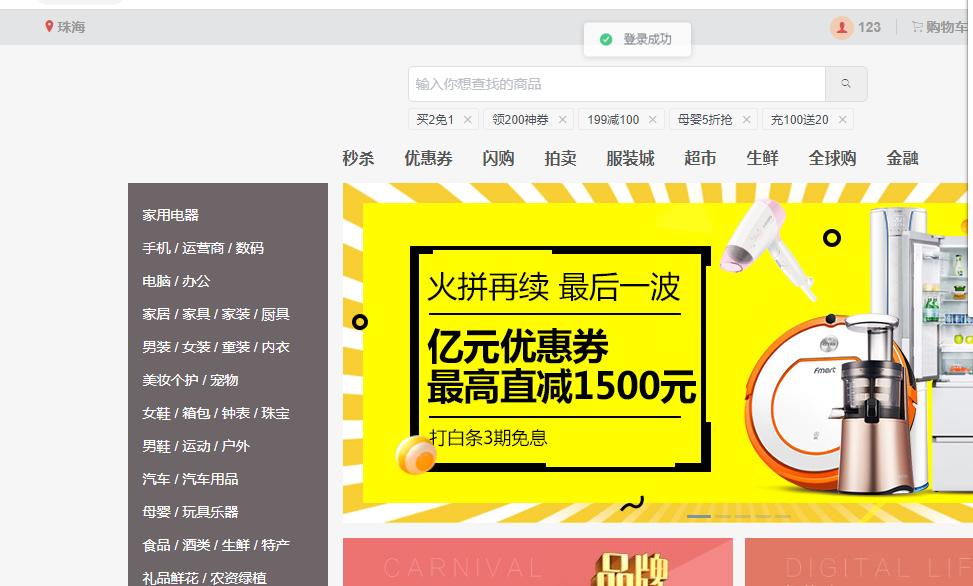 珠海
登录成功
123
购物车
输入你想查找的商品
买2免1
领200神券
199减100
母婴5折抢
充100送20
秒杀
优惠券
闪购
拍卖
服装城
超市
生鲜
全球购
金融
家用电器
手机 / 运营商 / 数码
电脑 / 办公
家居 / 家具 / 家装 / 厨具
男装 / 女装 / 童装 / 内衣
美妆个护 / 宠物
女鞋 / 箱包 / 钟表 / 珠宝
男鞋 / 运动 / 户外
汽车 / 汽车用品
母婴 / 玩具乐器
食品 / 酒类 / 生鲜 / 特产
礼品鲜花 / 农资绿植
火拼再续 最后一波
亿元优惠券
最高直减1500元
打白条3期免息
Fmart
CARNIVAL
品牌
DIGITAL LIF